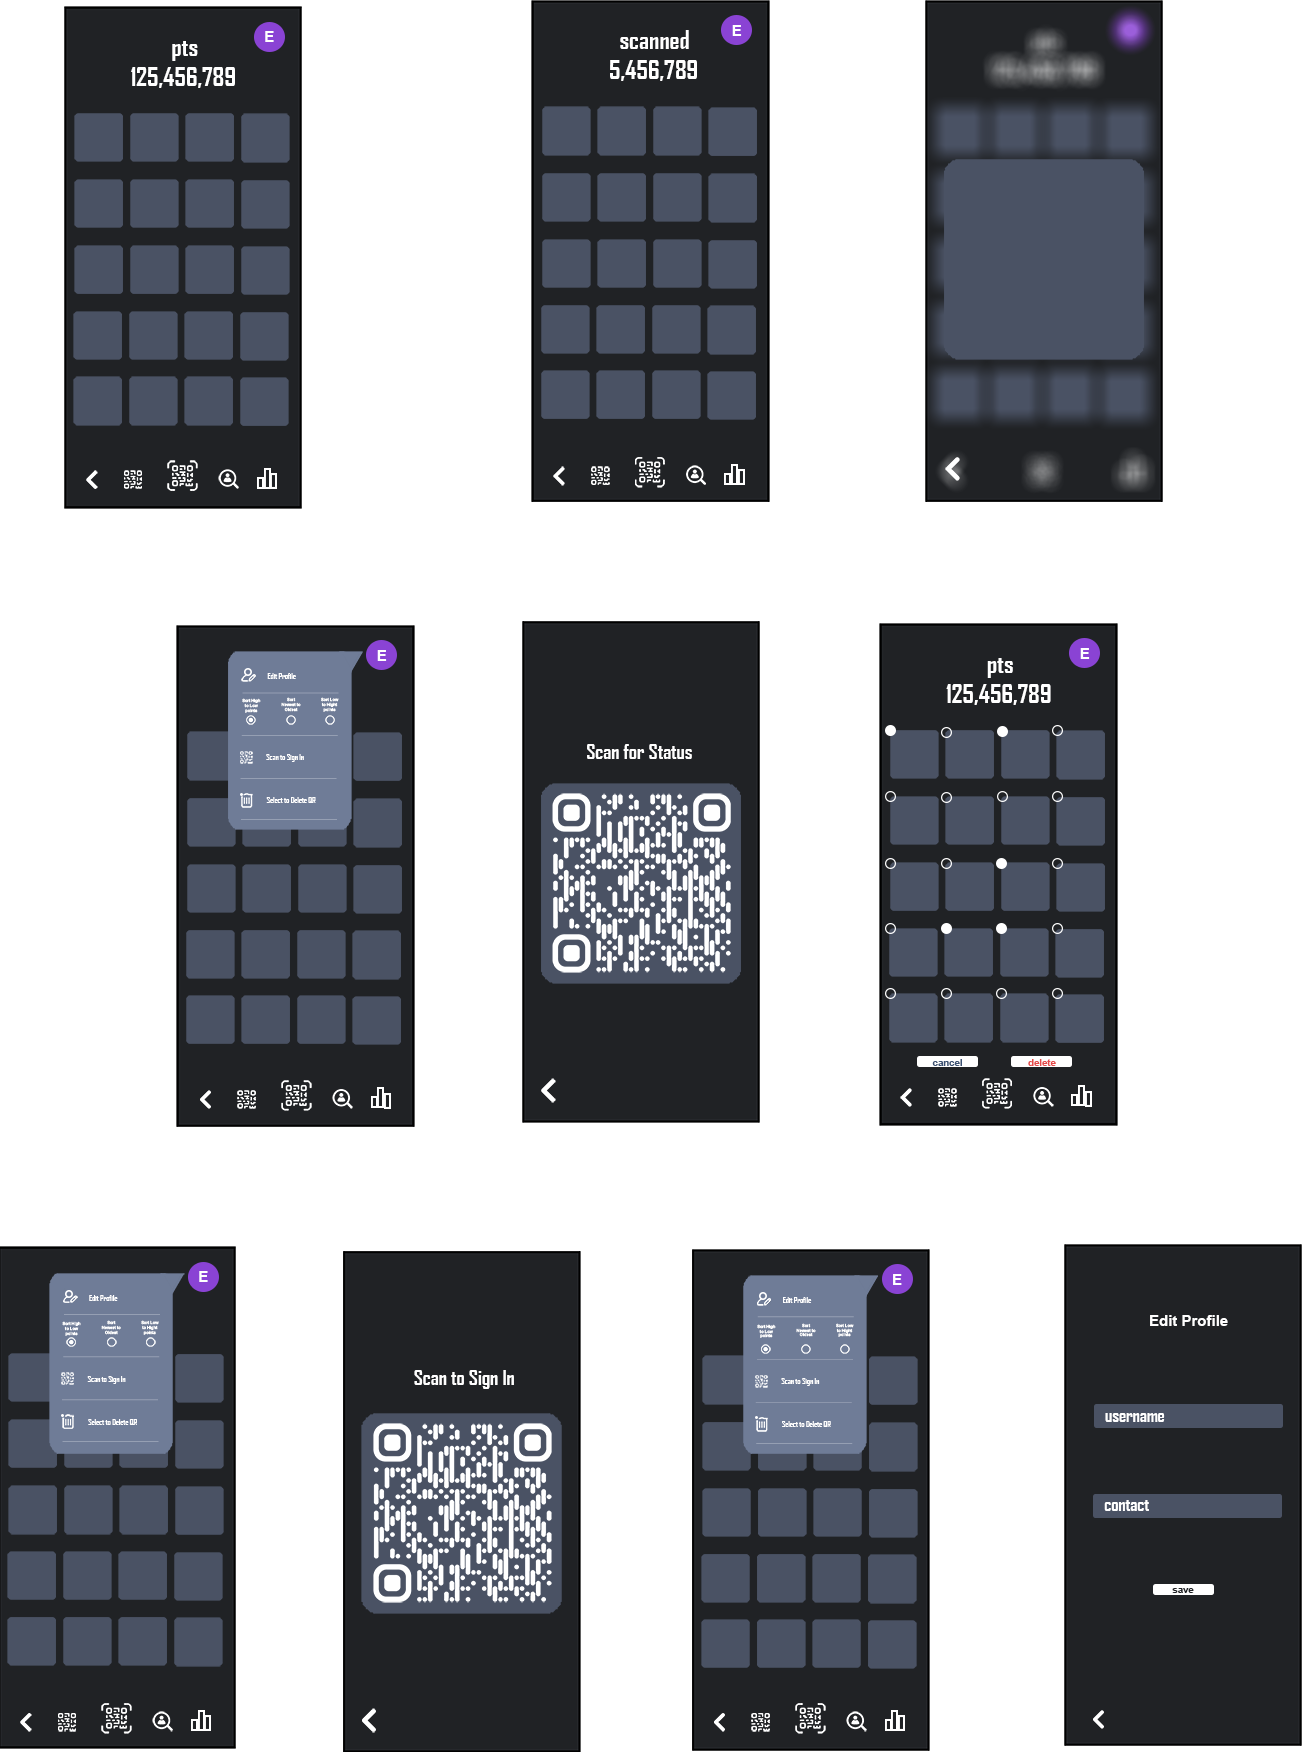 pts
125,456,789
E
scanned
5,456,789
E
E
Edit Profile
Sort High
to Low
points
Sort
Newest to
Oldest
Sort Low
to Hight
points
Scan to Sign In
Select to Delete QR
Scan for Status
E
pts
125,456,789
cancel
delete
E
Edit Profile
Sort High
to Low
points
Sort
Newest to
Oldest
Sort Low
to Hight
points
Scan to Sign In
Select to Delete QR
Scan to Sign In
E
Edit Profile
Sort High
to Low
points
Sort
Newest to
Oldest
Sort Low
to Hight
points
Scan to Sign In
Select to Delete QR
Edit Profile
username
contact
save